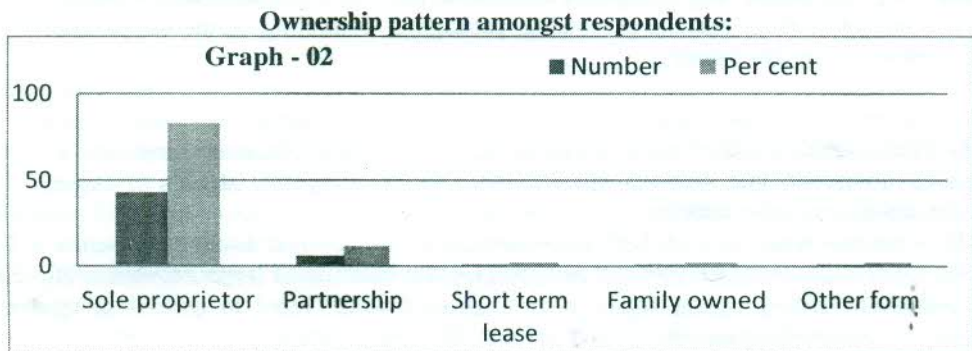 Ownership pattern amongst respondents:
Graph - 02
Number Per cent
100
50
0
Sole proprietor Partnership Short term lease Family owned Other form